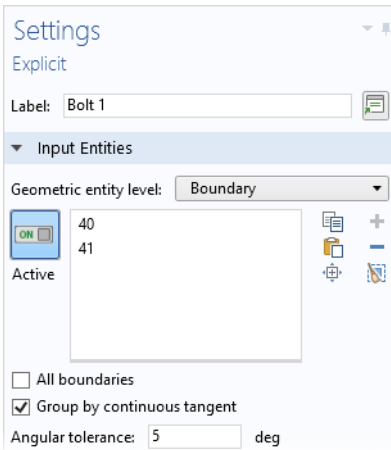 Settings
Explicit
Label: Bolt 1
Input Entities
Geometric entity level: Boundary
ON
40
41
Active
All boundaries
Group by continuous tangent
Angular tolerance: 5 deg